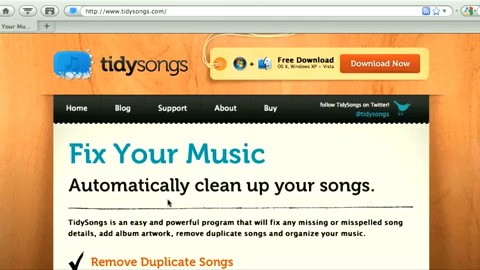 http://www.tidysongs.com/
Your Mu...
tidysongs
Free Download
OS X, Windows XP - Vista
Download Now
Home Blog Support About Buy
follow TidySongs on Twitter!
@tidysongs
Fix Your Music
Automatically clean up your songs.
TidySongs is an easy and powerful program that will fix any missing or misspelled song
details, add album artwork, remove duplicate songs and organize your music.
Remove Duplicate Songs